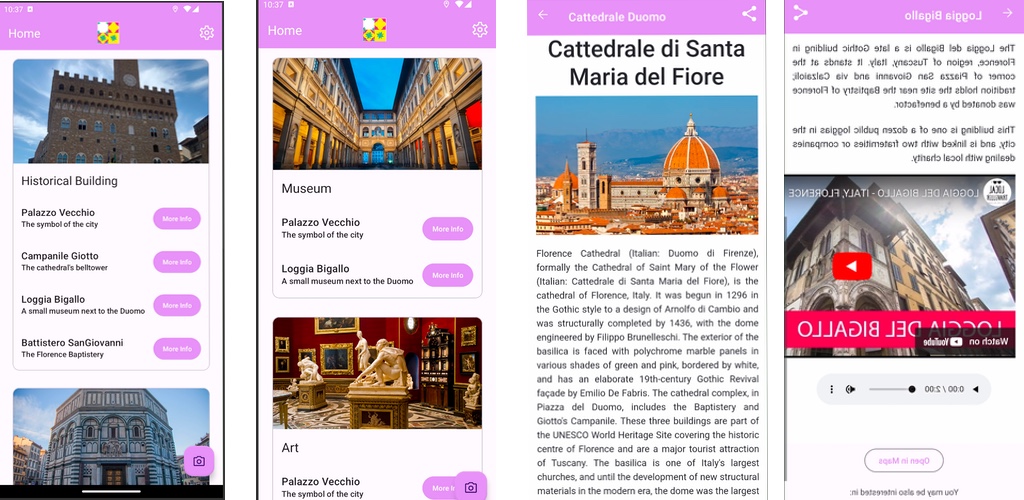 10:37
Home
Historical Building
Palazzo Vecchio
The symbol of the city
More Info
Campanile Giotto
The cathedral's belltower
More Info
Loggia Bigallo
A small museum next to the Duomo
More Info
Battistero SanGiovanni
The Florence Baptistery
More Info
10:37
Home
Museum
Palazzo Vecchio
The symbol of the city
More Info
Loggia Bigallo
A small museum next to the Duomo
More Info
Art
Palazzo Vecchio
The symbol of the city
More
Cattedrale Duomo
Cattedrale di Santa
Maria del Fiore
Florence Cathedral (Italian: Duomo di Firenze),
formally the Cathedral of Saint Mary of the Flower
(Italian: Cattedrale di Santa Maria del Fiore), is the
cathedral of Florence, Italy. It was begun in 1296 in
the Gothic style to a design of Arnolfo di Cambio and
was structurally completed by 1436, with the dome
engineered by Filippo Brunelleschi. The exterior of the
basilica is faced with polychrome marble panels in
various shades of green and pink, bordered by white,
and has an elaborate 19th-century Gothic Revival
façade by Emilio De Fabris. The cathedral complex, in
Piazza del Duomo, includes the Baptistery and
Giotto's Campanile. These three buildings are part of
the UNESCO World Heritage Site covering the historic
centre of Florence and are a major tourist attraction
of Tuscany. The basilica is one of Italy's largest
churches, and until the development of new structural
materials in the modern era, the dome was the largest
Loggia Bigallo
The Loggia del Bigallo is a late Gothic building in
Florence, region of Tuscany, Italy. It stands at the
corner of Piazza San Giovanni and via Calzaioli;
tradition holds the site near the Baptistry of Florence
was donated by a benefactor.
This building is one of a dozen public loggias in the
city, and is linked with two fraternities or companies
dealing with local charity.
LOCAL
LOGGIA DEL BIGALLO - ITALY, FLORENCE
LOGGIA DEL BIGALLO
Watch on YouTube
0:00 / 2:00
Open in Maps
You may be also interested in